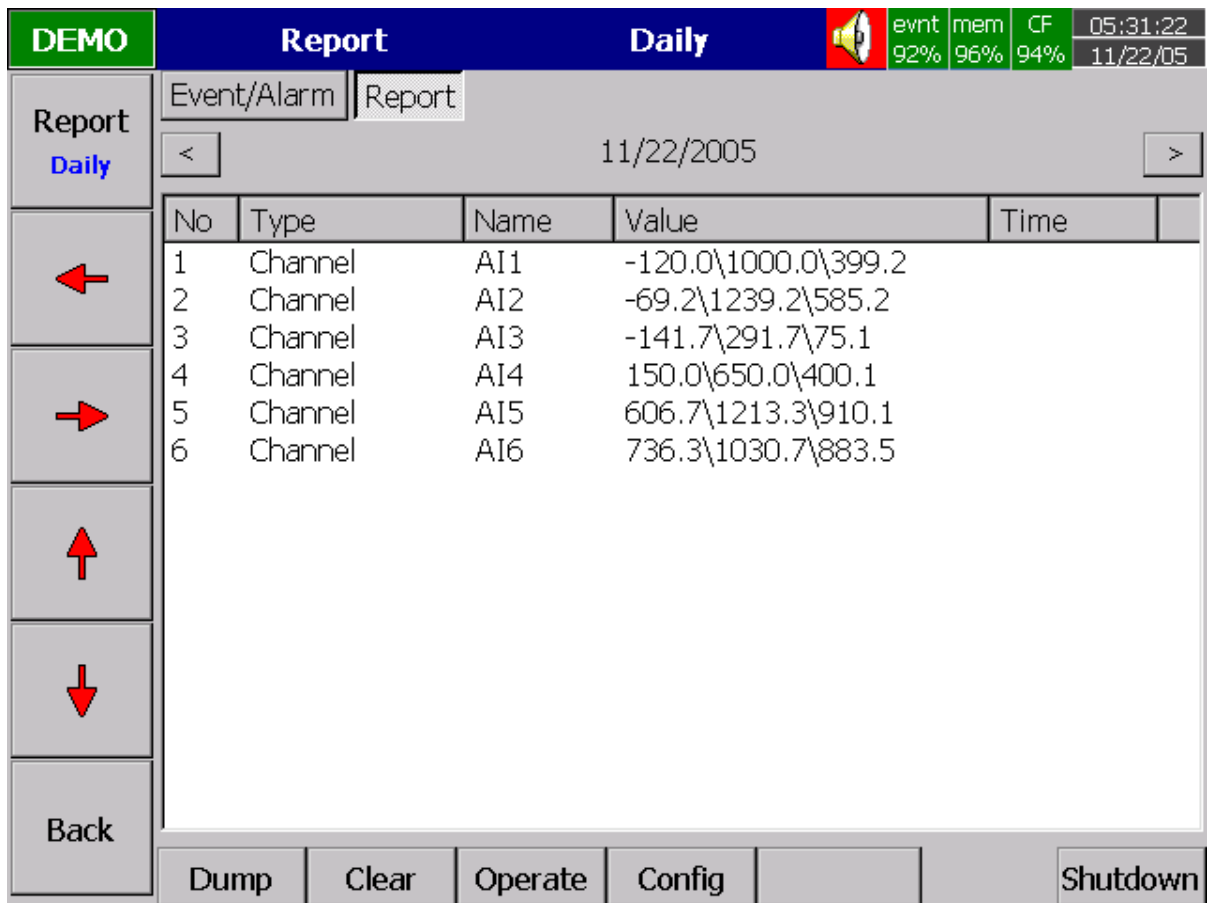 DEMO Report Daily evnt mem CF 05:31:22
92% 96% 94% 11/22/05
Report
Daily
Event/Alarm Report
< 11/22/2005 >
No Type Name Value Time
1 Channel AI1 -120.0\1000.0\399.2
2 Channel AI2 -69.2\1239.2\585.2
3 Channel AI3 -141.7\291.7\75.1
4 Channel AI4 150.0\650.0\400.1
5 Channel AI5 606.7\1213.3\910.1
6 Channel AI6 736.3\1030.7\883.5
Back
Dump Clear Operate Config Shutdown